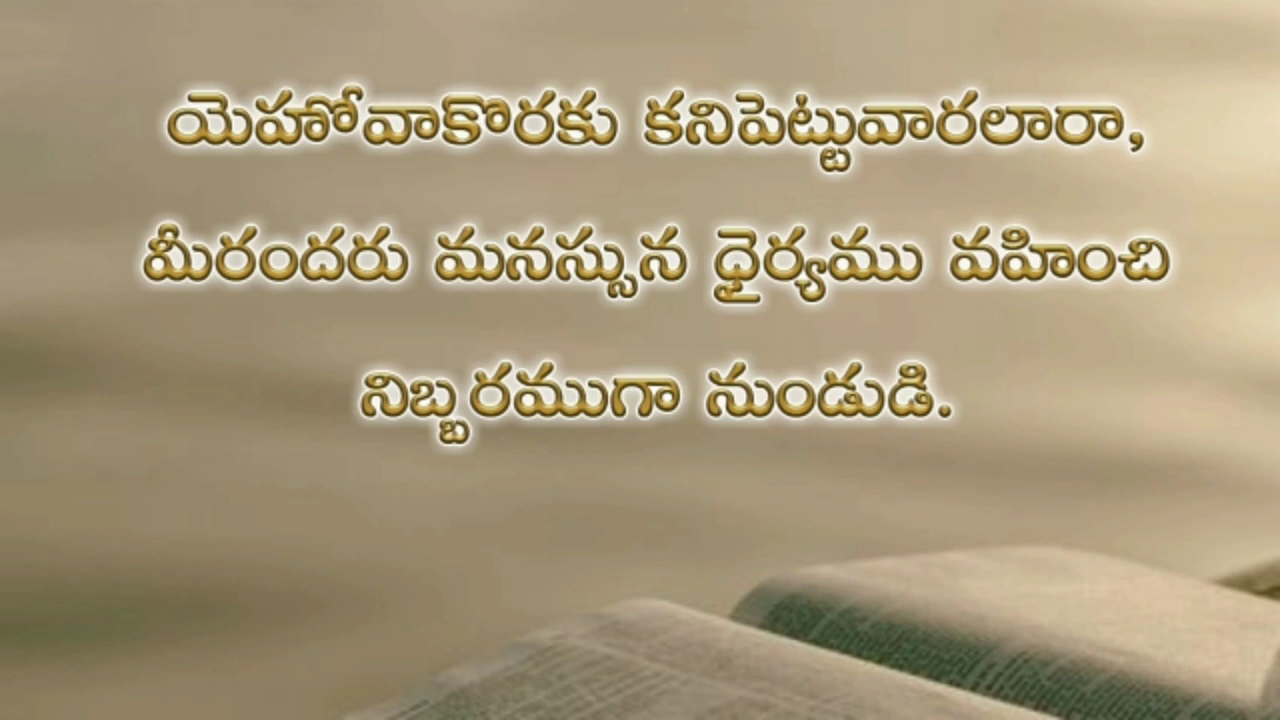 యెహోవాకొరకు కనిపెట్టువారలారా,
మీరందరు మనస్సున ధైర్యము వహించి
నిబ్బరముగా నుండుడి.